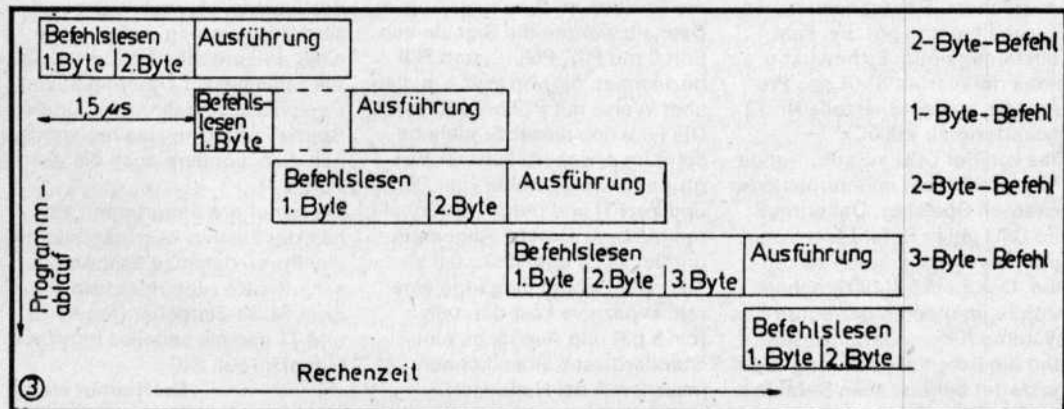 Befehlslesen Ausführung 2-Byte-Befehl
1.Byte 2.Byte
1,5 µs Befehls-
lesen Ausführung 1-Byte-Befehl
1.Byte
Befehlslesen Ausführung 2-Byte-Befehl
1. Byte 2.Byte
Befehlslesen Ausführung 3-Byte-Befehl
1.Byte 2.Byte 3.Byte
Befehlslesen
1.Byte 2.Byte
Programm
ablauf
3 Rechenzeit